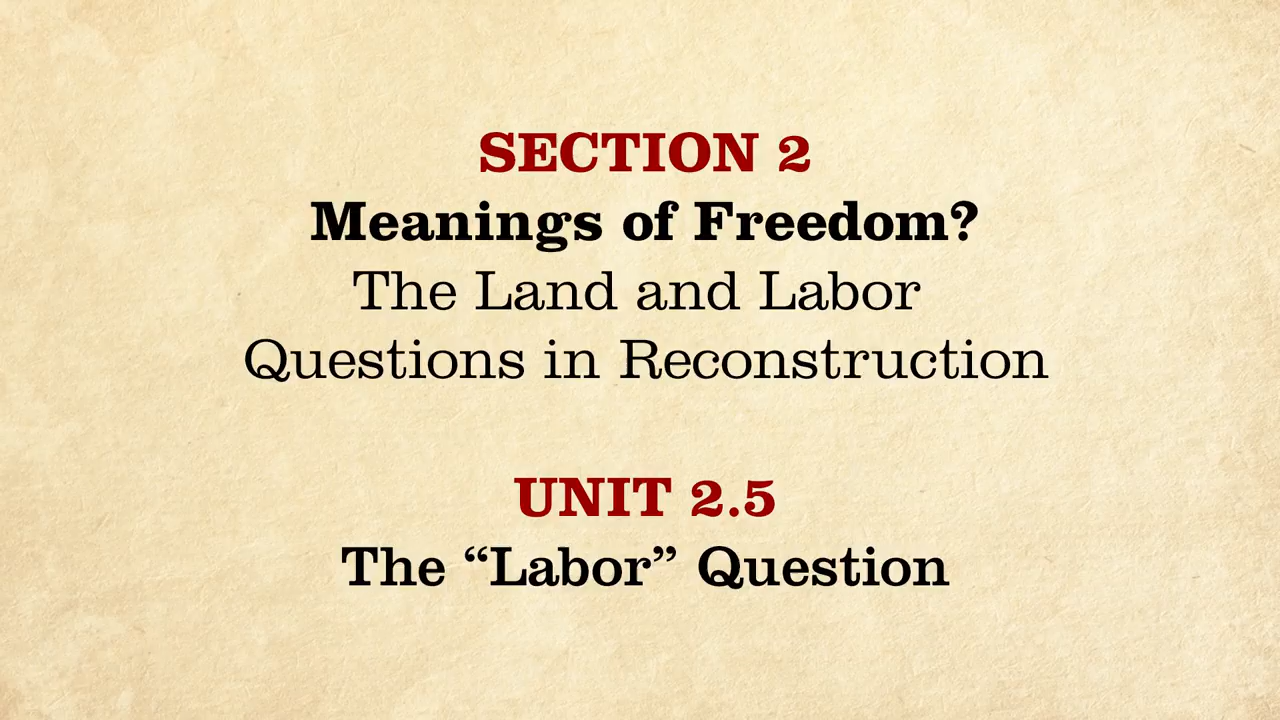 SECTION 2
Meanings of Freedom?
The Land and Labor
Questions in Reconstruction
UNIT 2.5
The “Labor” Question